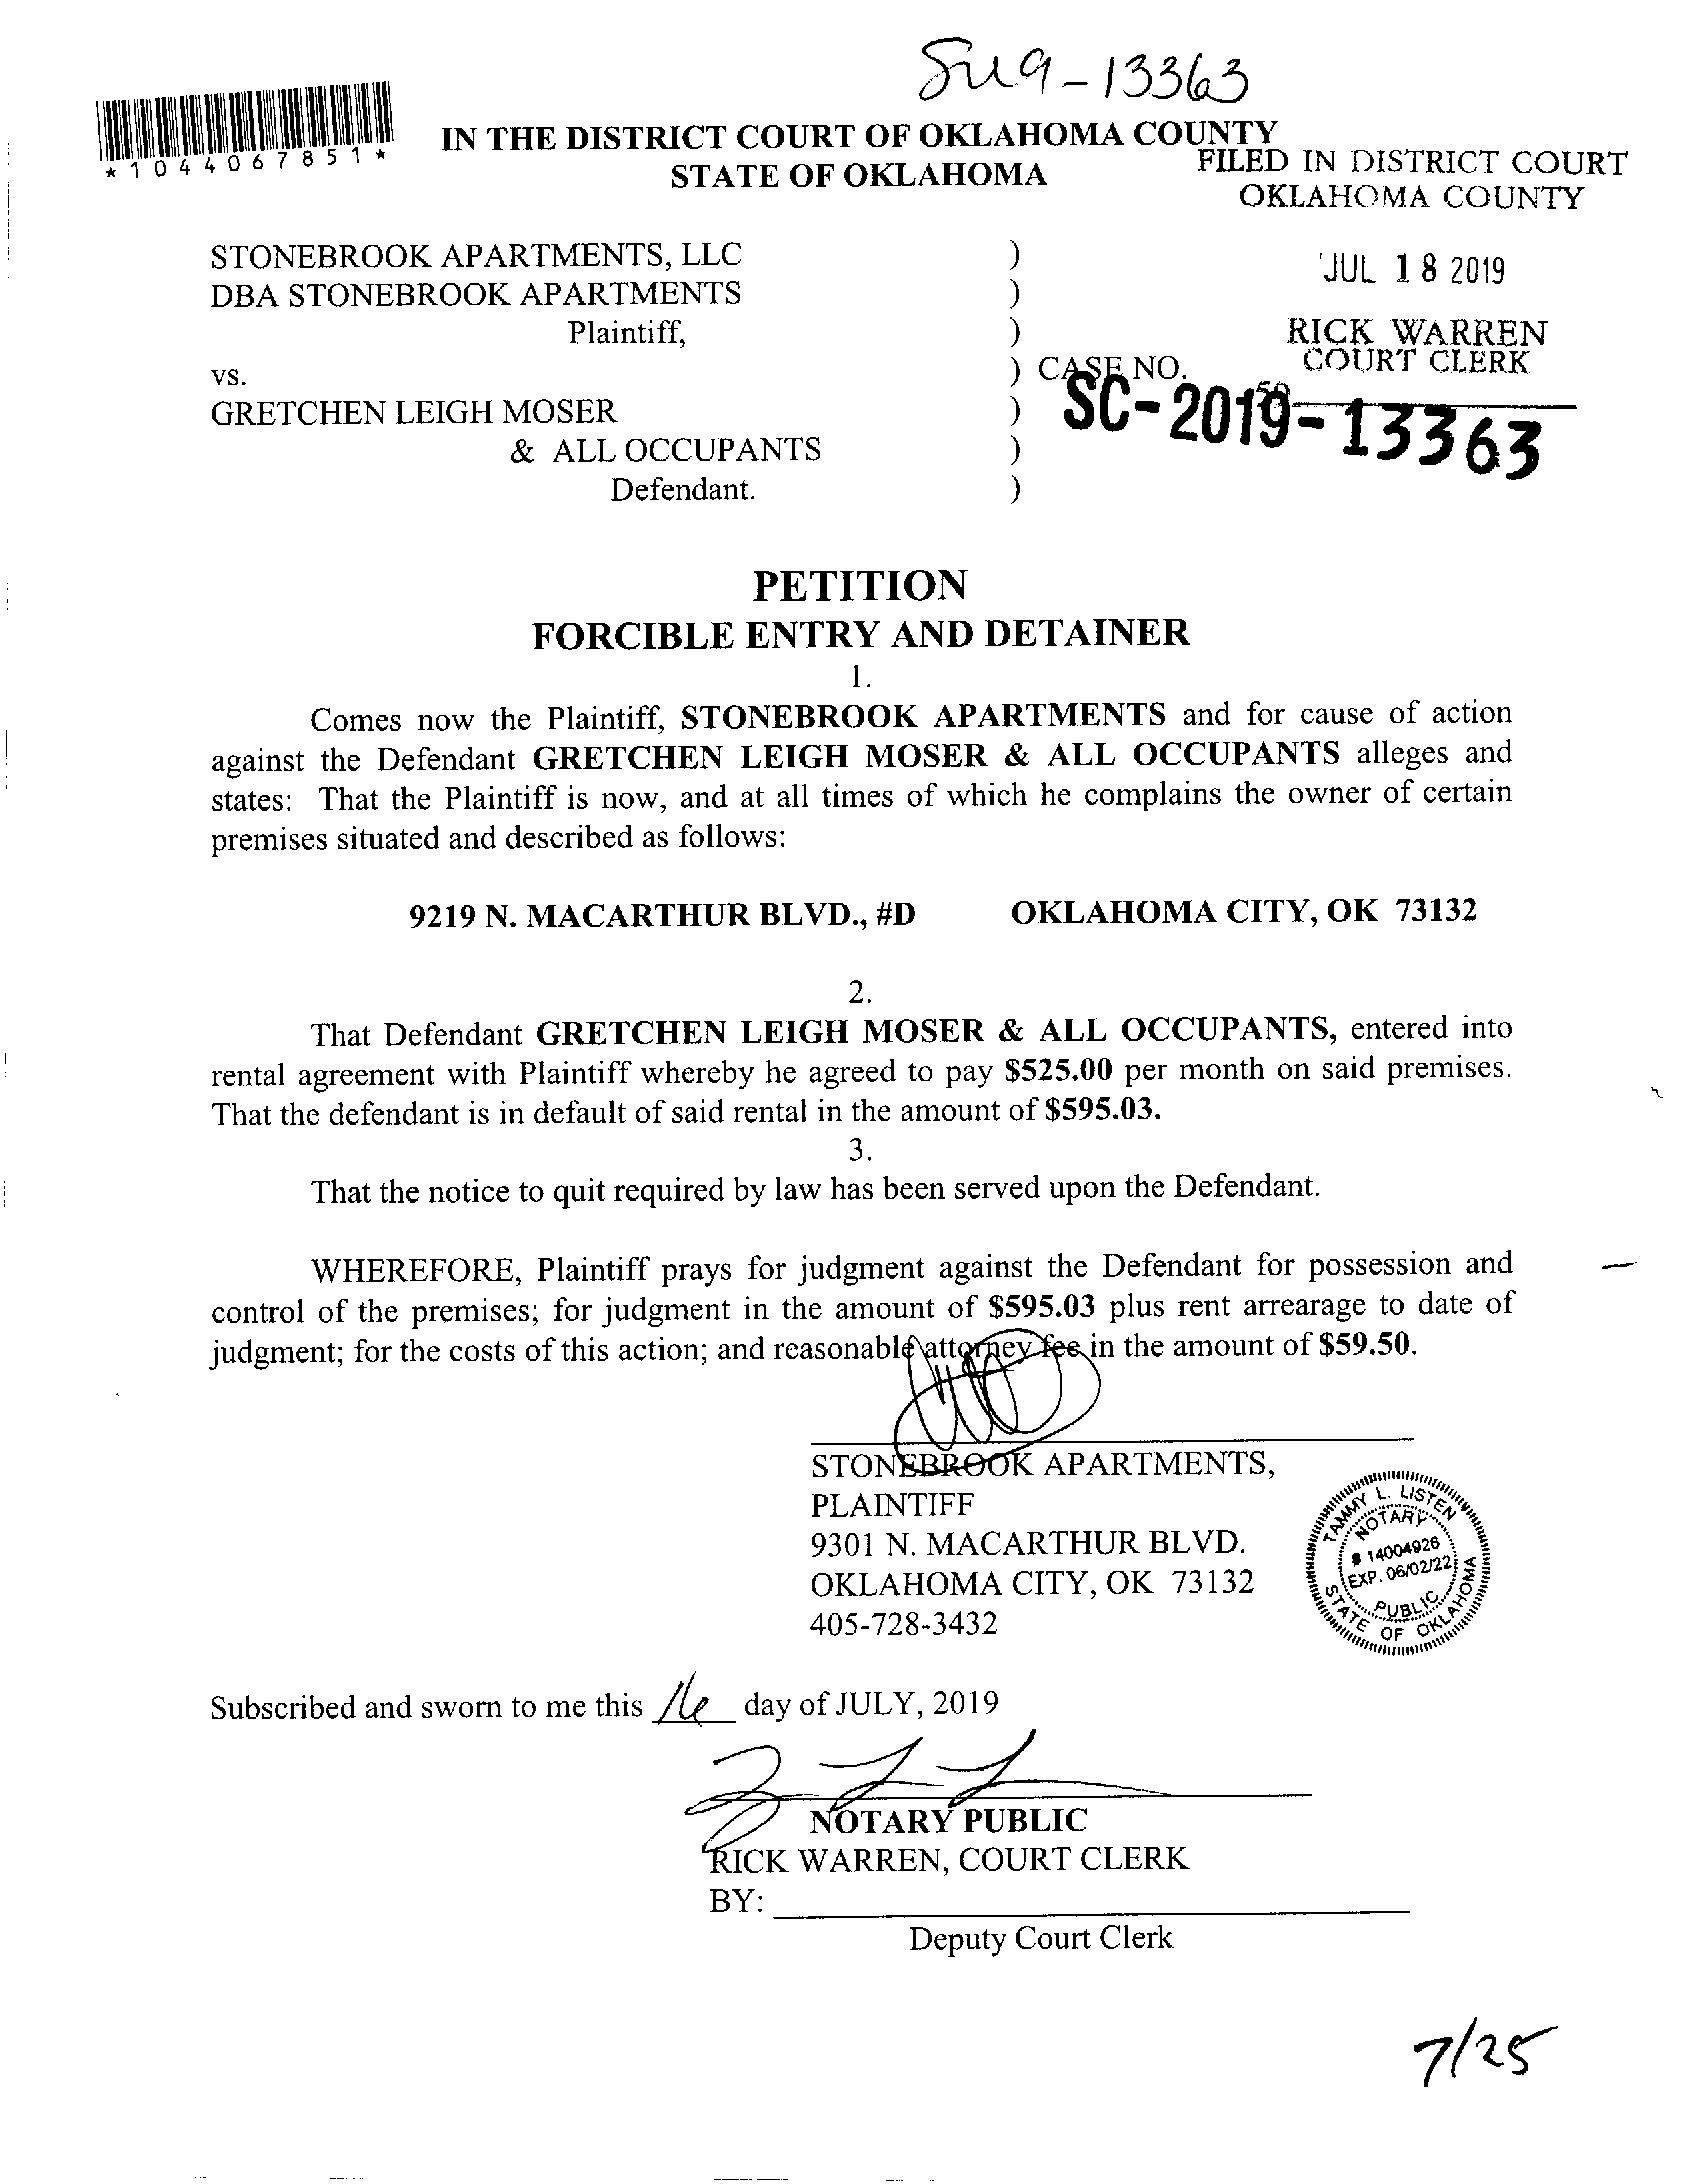 SC19-13363
*1044067851*
IN THE DISTRICT COURT OF OKLAHOMA COUNTY
STATE OF OKLAHOMA
FILED IN DISTRICT COURT
OKLAHOMA COUNTY
JUL 18 2019
RICK WARREN
COURT CLERK
STONEBROOK APARTMENTS, LLC )
DBA STONEBROOK APARTMENTS )
Plaintiff, )
vs. ) CASE NO.
GRETCHEN LEIGH MOSER ) SC-2019-13363
& ALL OCCUPANTS )
Defendant. )
PETITION
FORCIBLE ENTRY AND DETAINER
1.
Comes now the Plaintiff, STONEBROOK APARTMENTS and for cause of action
against the Defendant GRETCHEN LEIGH MOSER & ALL OCCUPANTS alleges and
states: That the Plaintiff is now, and at all times of which he complains the owner of certain
premises situated and described as follows:
9219 N. MACARTHUR BLVD., #D OKLAHOMA CITY, OK 73132
2.
That Defendant GRETCHEN LEIGH MOSER & ALL OCCUPANTS, entered into
rental agreement with Plaintiff whereby he agreed to pay $525.00 per month on said premises.
That the defendant is in default of said rental in the amount of $595.03.
3.
That the notice to quit required by law has been served upon the Defendant.
WHEREFORE, Plaintiff prays for judgment against the Defendant for possession and
control of the premises; for judgment in the amount of $595.03 plus rent arrearage to date of
judgment; for the costs of this action; and reasonable attorney fee in the amount of $59.50.
STONEBROOK APARTMENTS,
PLAINTIFF
9301 N. MACARTHUR BLVD.
OKLAHOMA CITY, OK 73132
405-728-3432
TAMMY L. LISTEN
NOTARY
# 14004926
EXP. 06/02/22
PUBLIC
STATE OF OKLAHOMA
Subscribed and sworn to me this 16 day of JULY, 2019
NOTARY PUBLIC
RICK WARREN, COURT CLERK
BY:
Deputy Court Clerk
7/25